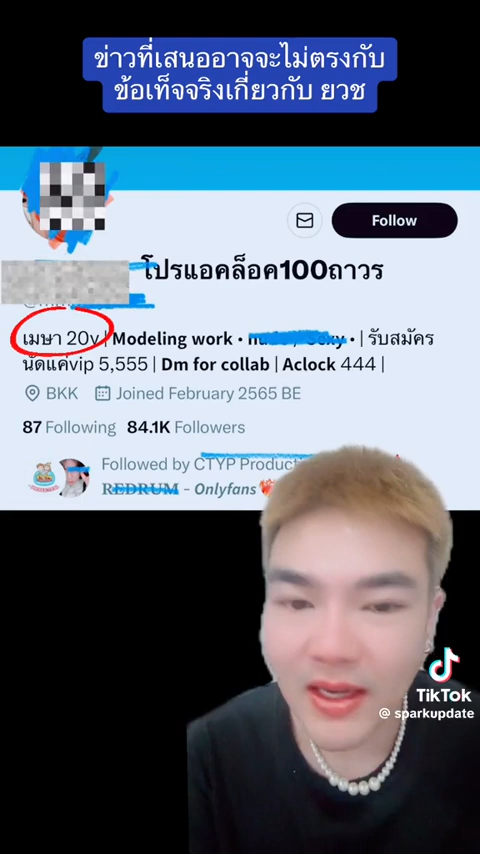 ข่าวที่เสนออาจจะไม่ตรงกับ
ข้อเท็จจริงเกี่ยวกับ ยวช
Follow
โปรแอคล็อค100ถาวร
เมษา 20y | Modeling work • • | รับสมัคร
นัดแค่vip 5,555 | Dm for collab | Aclock 444 |
BKK Joined February 2565 BE
87 Following 84.1K Followers
Followed by CTYP
REDRUM - Onlyfans
TikTok
@ sparkupdate